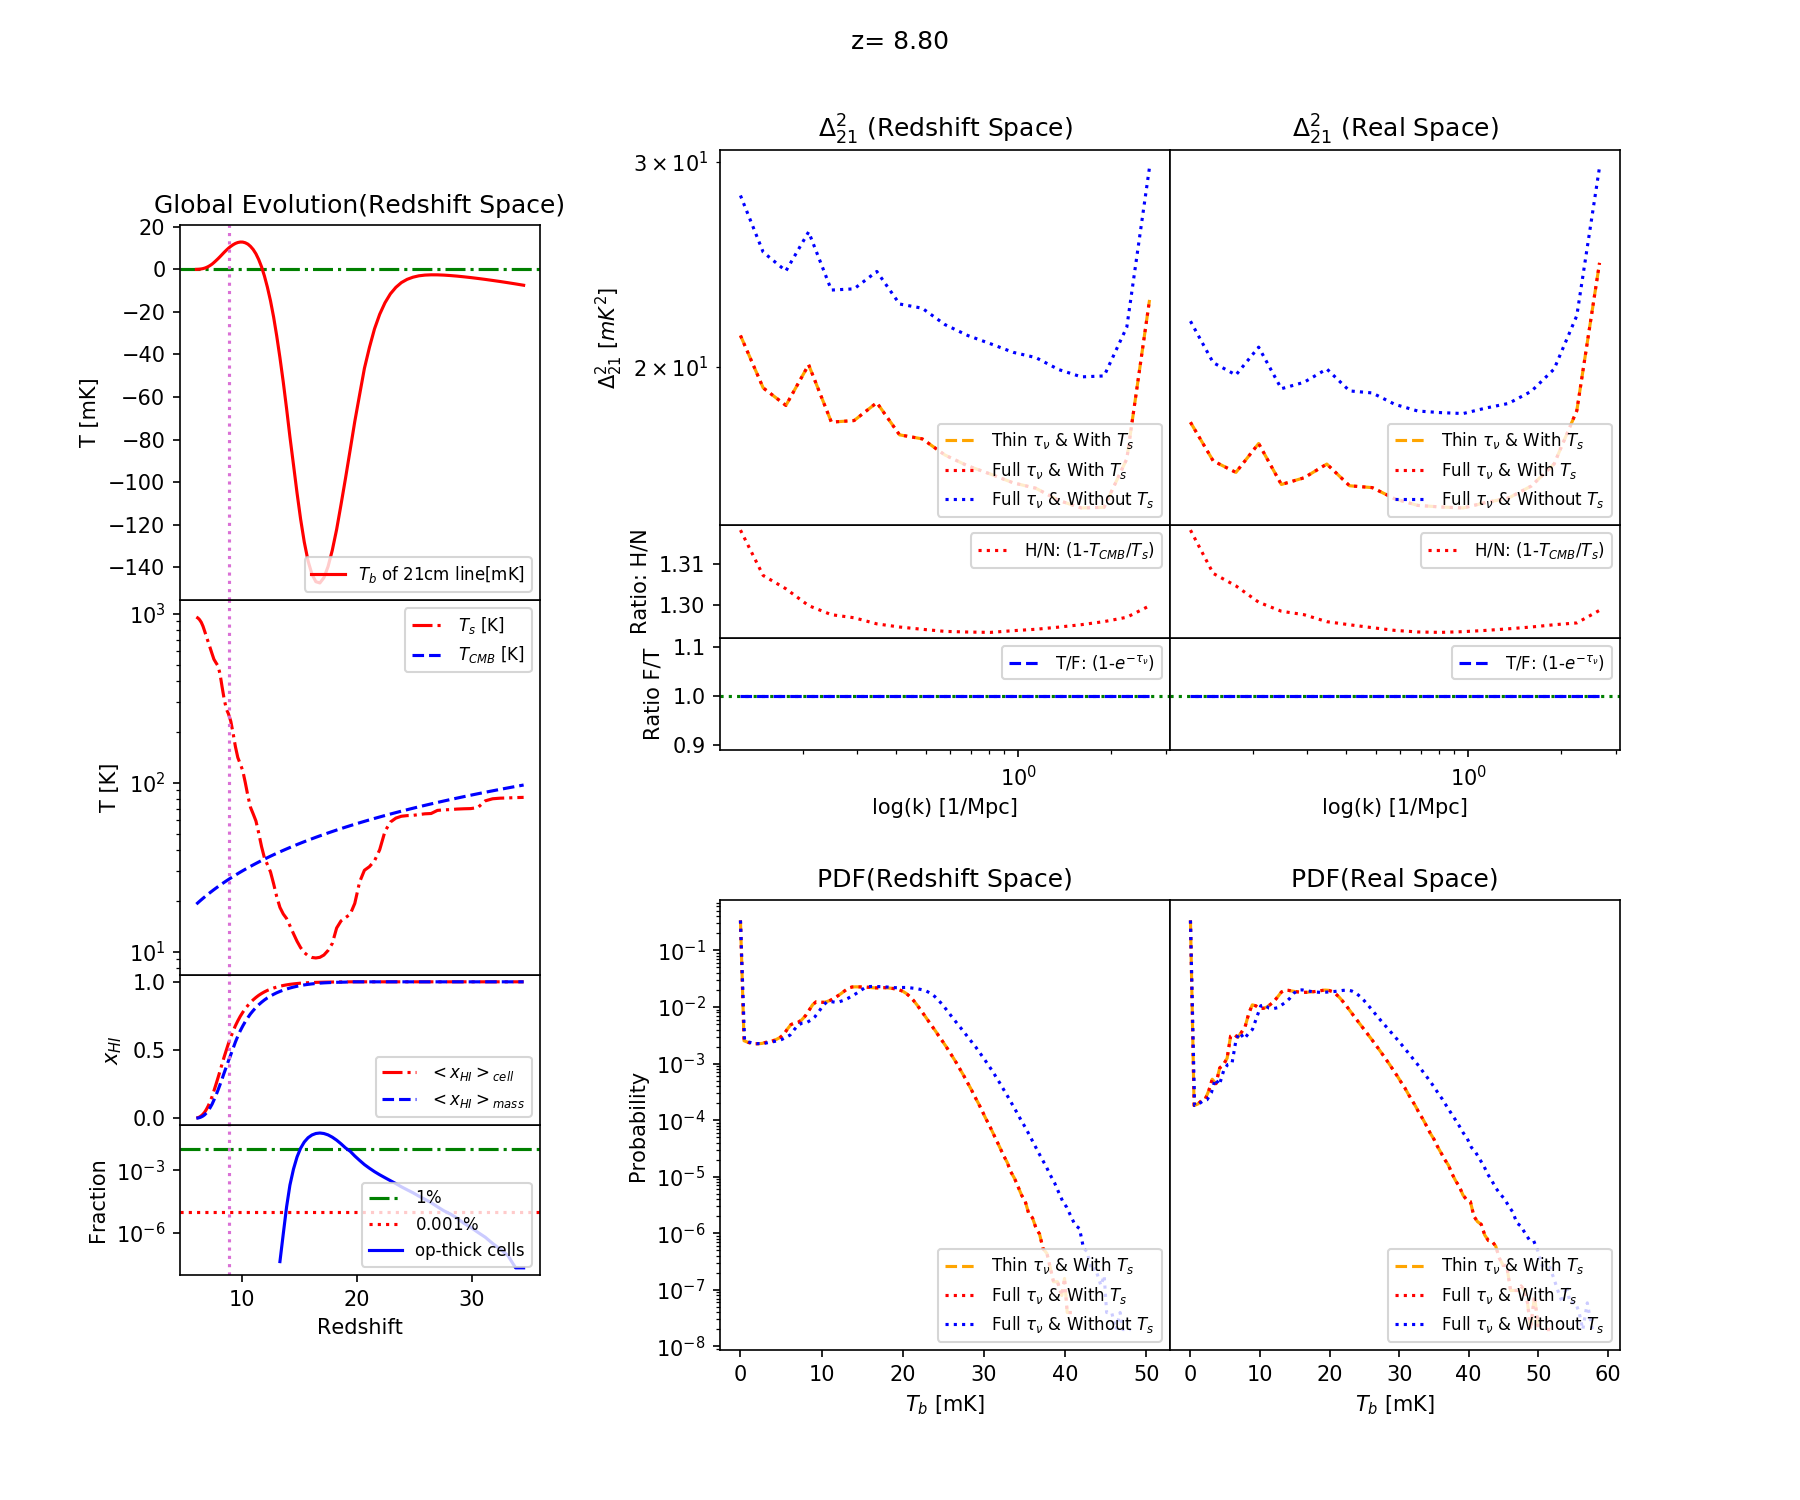 z= 8.80
Global Evolution(Redshift Space)
20
0
−20
−40
−60
−80
−100
−120
−140
T [mK]
T_b of 21cm line[mK]
10^3
10^2
10^1
T [K]
T_s [K]
T_CMB [K]
1.0
0.5
0.0
x_HI
< x_HI >_cell
< x_HI >_mass
10^−3
10^−6
Fraction
1%
0.001%
op-thick cells
10 20 30
Redshift
Δ^2_21 (Redshift Space)
Δ^2_21 (Real Space)
3 × 10^1
2 × 10^1
Δ^2_21 [mK^2]
Thin τ_ν & With T_s
Full τ_ν & With T_s
Full τ_ν & Without T_s
Thin τ_ν & With T_s
Full τ_ν & With T_s
Full τ_ν & Without T_s
1.31
1.30
Ratio: H/N
H/N: (1-T_CMB/T_s)
H/N: (1-T_CMB/T_s)
1.1
1.0
0.9
Ratio F/T
T/F: (1-e^−τ_ν)
T/F: (1-e^−τ_ν)
10^0
10^0
log(k) [1/Mpc]
log(k) [1/Mpc]
PDF(Redshift Space)
PDF(Real Space)
10^−1
10^−2
10^−3
10^−4
10^−5
10^−6
10^−7
10^−8
Probability
Thin τ_ν & With T_s
Full τ_ν & With T_s
Full τ_ν & Without T_s
Thin τ_ν & With T_s
Full τ_ν & With T_s
Full τ_ν & Without T_s
0 10 20 30 40 50
0 10 20 30 40 50 60
T_b [mK]
T_b [mK]